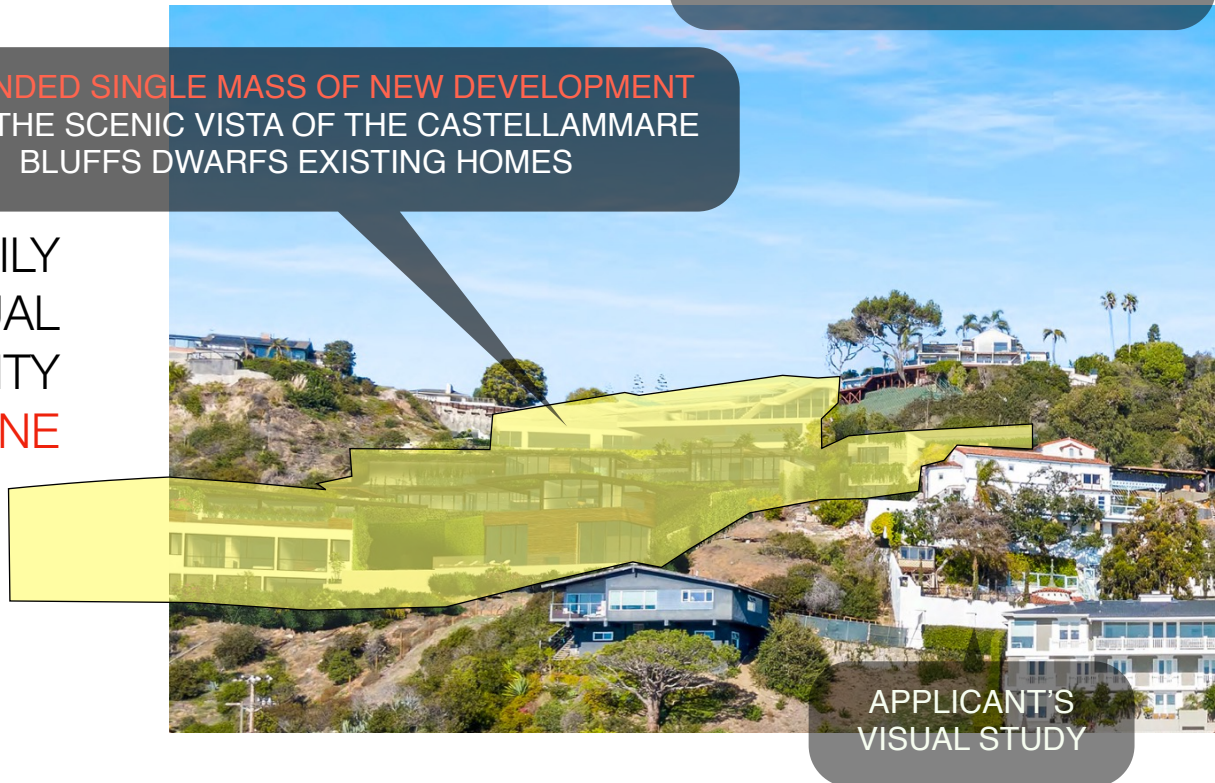 NDED SINGLE MASS OF NEW DEVELOPMENT
THE SCENIC VISTA OF THE CASTELLAMMARE
BLUFFS DWARFS EXISTING HOMES
ILY
UAL
ITY
NE
APPLICANT'S
VISUAL STUDY